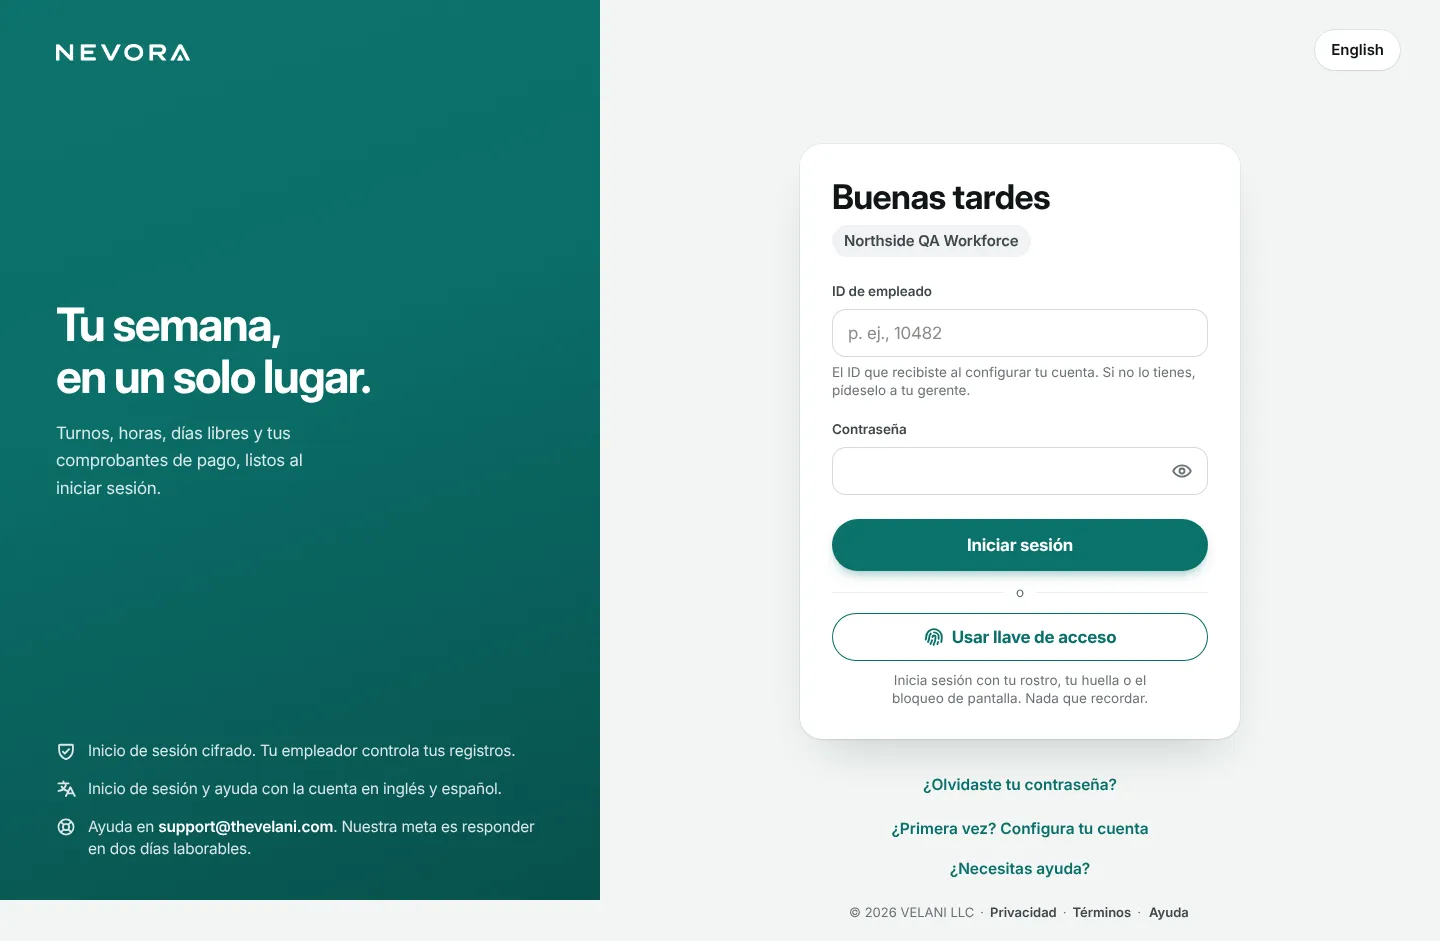 NEVORA
Tu semana,
en un solo lugar.
Turnos, horas, días libres y tus
comprobantes de pago, listos al
iniciar sesión.
Inicio de sesión cifrado. Tu empleador controla tus registros.
Inicio de sesión y ayuda con la cuenta en inglés y español.
Ayuda en support@thevelani.com. Nuestra meta es responder
en dos días laborables.
English
Buenas tardes
Northside QA Workforce
ID de empleado
p. ej., 10482
El ID que recibiste al configurar tu cuenta. Si no lo tienes,
pídeselo a tu gerente.
Contraseña
Iniciar sesión
o
Usar llave de acceso
Inicia sesión con tu rostro, tu huella o el
bloqueo de pantalla. Nada que recordar.
¿Olvidaste tu contraseña?
¿Primera vez? Configura tu cuenta
¿Necesitas ayuda?
© 2026 VELANI LLC · Privacidad · Términos · Ayuda